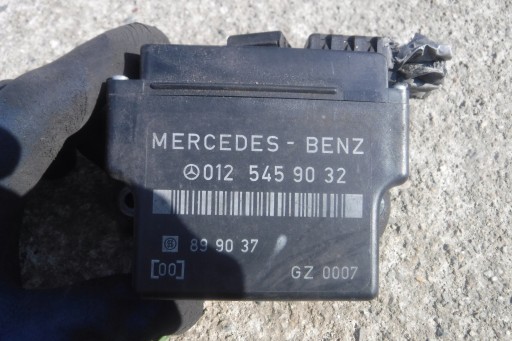 MERCEDES - BENZ
012 545 90 32
B 89 90 37
[00] GZ 0007